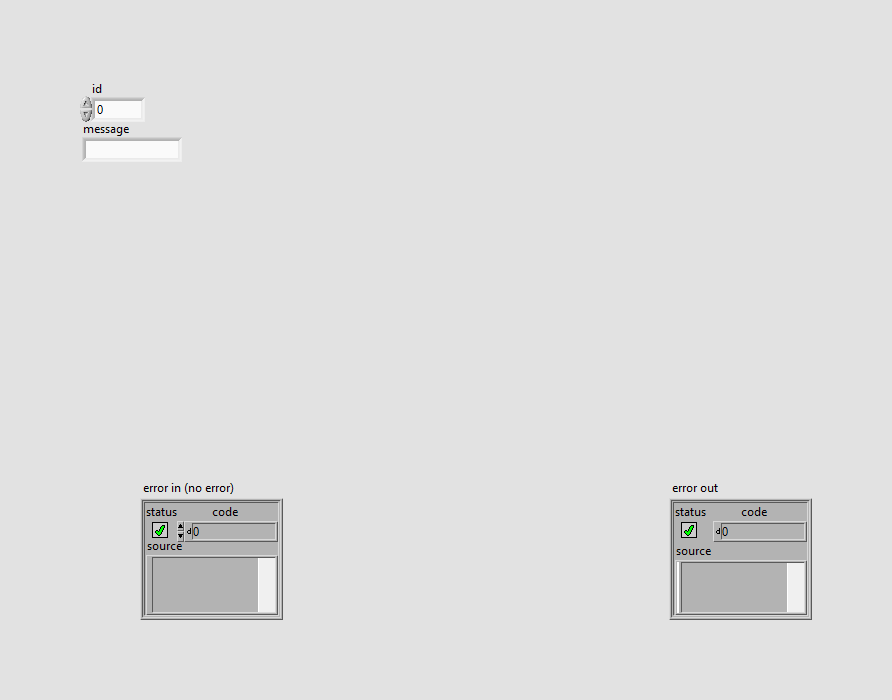 id
0
message
error in (no error)
status code
d 0
source
error out
status code
d 0
source